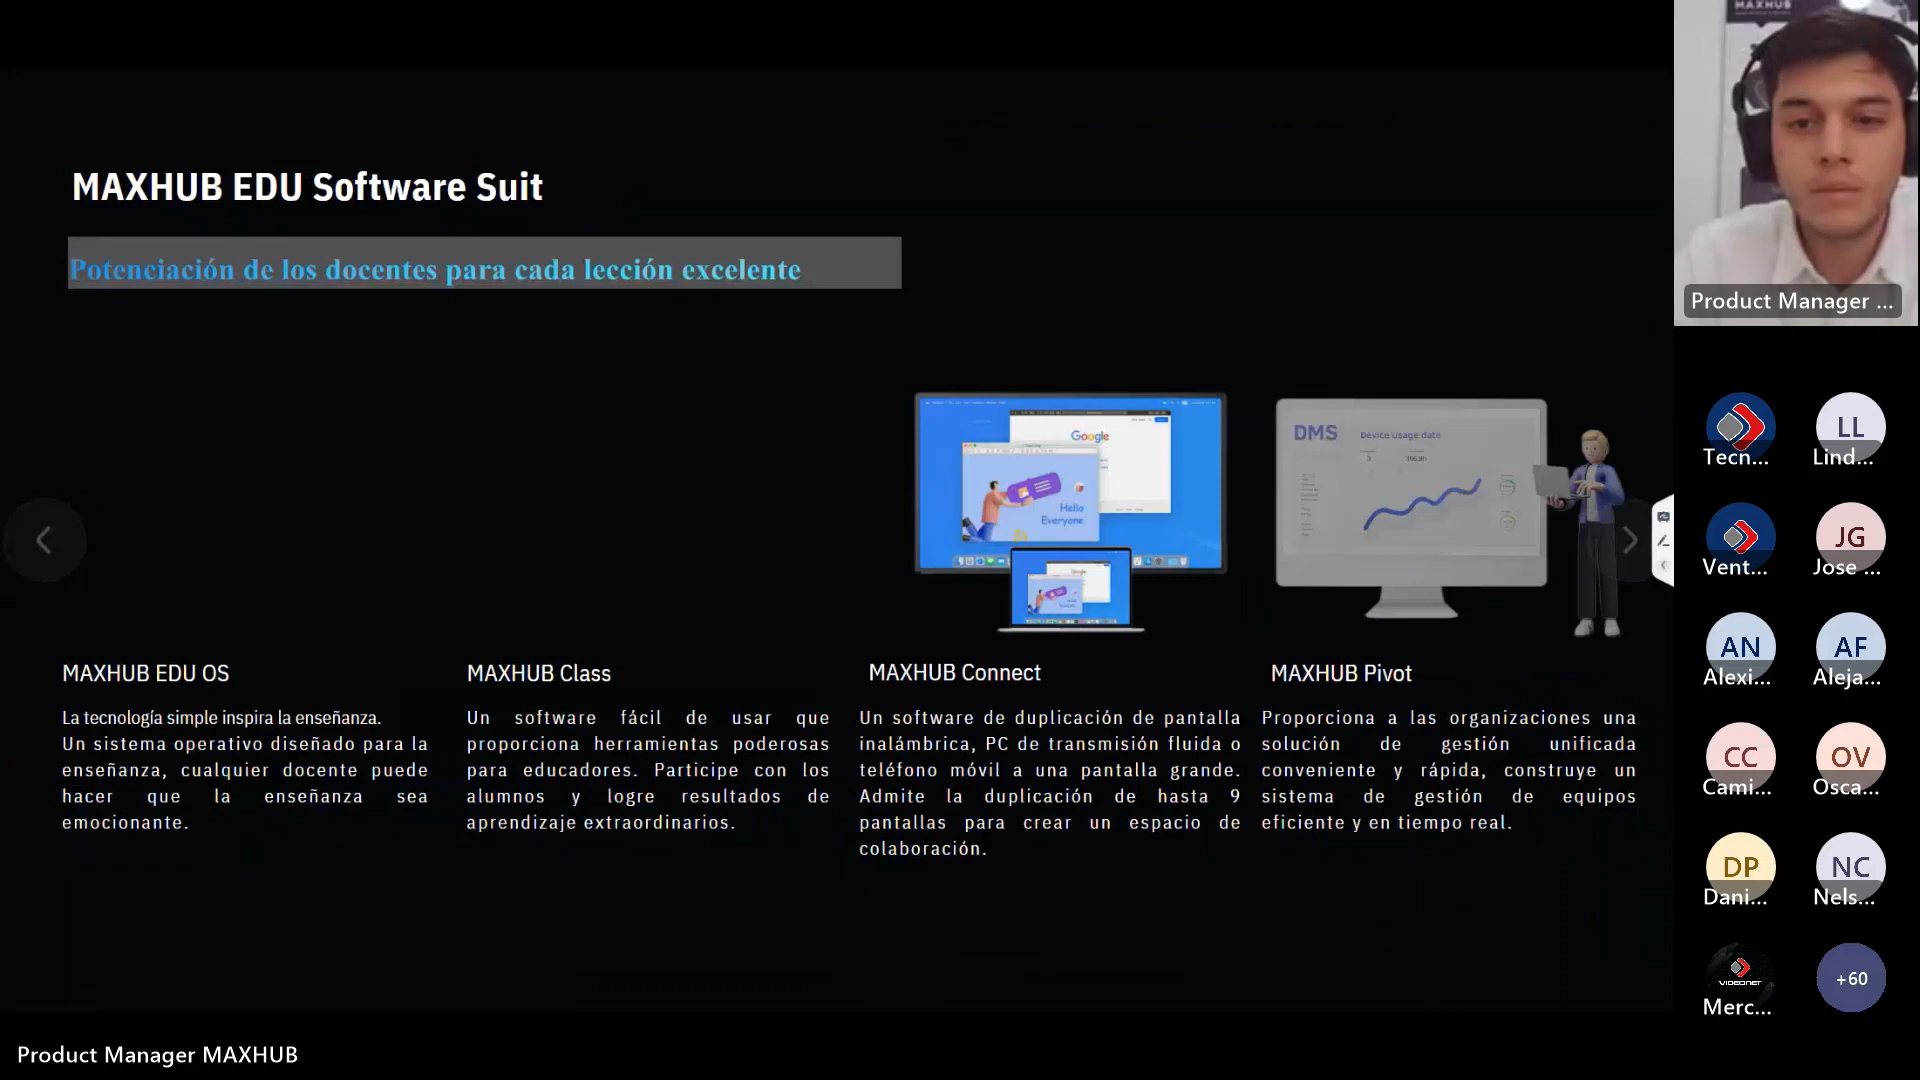 MAXHUB EDU Software Suit
Potenciación de los docentes para cada lección excelente
Google
Hello
Everyone
DMS
Device usage data
MAXHUB EDU OS
La tecnología simple inspira la enseñanza.
Un sistema operativo diseñado para la
enseñanza, cualquier docente puede
hacer que la enseñanza sea
emocionante.
MAXHUB Class
Un software fácil de usar que
proporciona herramientas poderosas
para educadores. Participe con los
alumnos y logre resultados de
aprendizaje extraordinarios.
MAXHUB Connect
Un software de duplicación de pantalla
inalámbrica, PC de transmisión fluida o
teléfono móvil a una pantalla grande.
Admite la duplicación de hasta 9
pantallas para crear un espacio de
colaboración.
MAXHUB Pivot
Proporciona a las organizaciones una
solución de gestión unificada
conveniente y rápida, construye un
sistema de gestión de equipos
eficiente y en tiempo real.
MAXHUB
Product Manager ...
Tecn...
LL
Lind...
Vent...
JG
Jose ...
AN
Alexi...
AF
Aleja...
CC
Cami...
OV
Osca...
DP
Dani...
NC
Nels...
VIDEONET
Merc...
+60
Product Manager MAXHUB